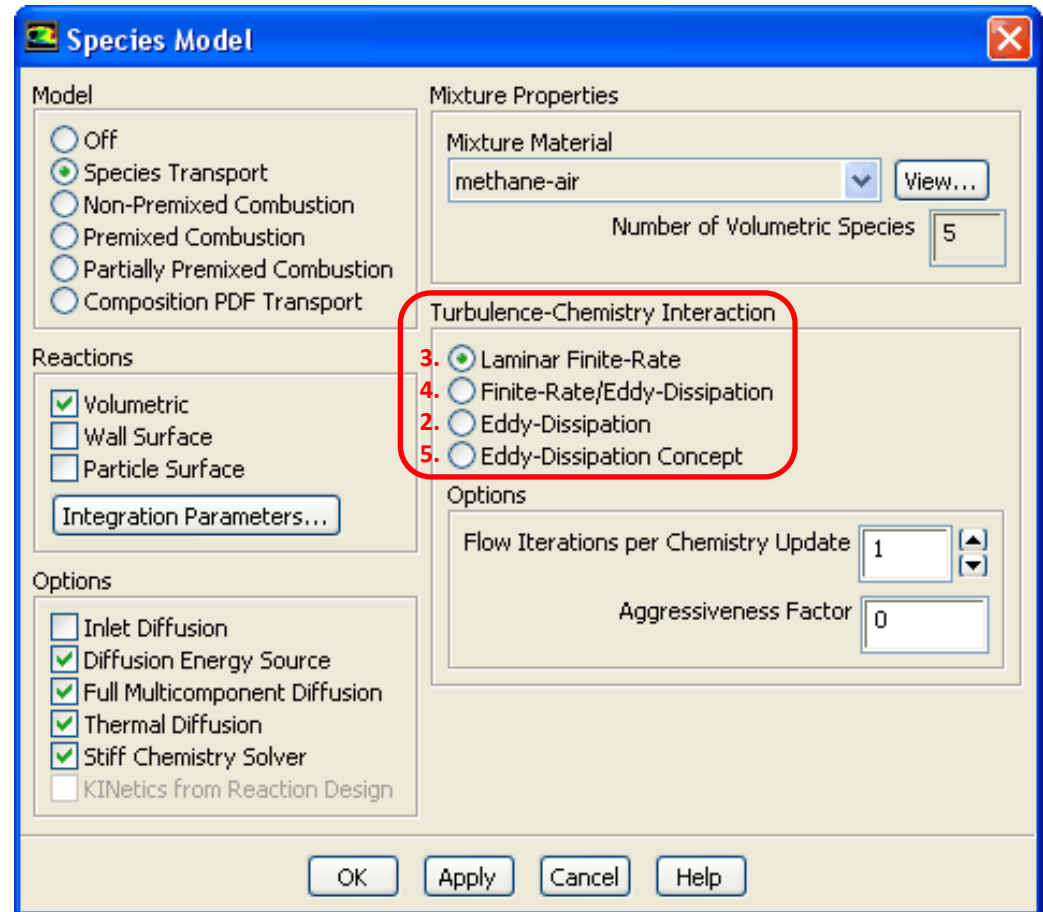 Species Model
Model
Off
Species Transport
Non-Premixed Combustion
Premixed Combustion
Partially Premixed Combustion
Composition PDF Transport
Reactions
Volumetric
Wall Surface
Particle Surface
Integration Parameters...
Options
Inlet Diffusion
Diffusion Energy Source
Full Multicomponent Diffusion
Thermal Diffusion
Stiff Chemistry Solver
KINetics from Reaction Design
Mixture Properties
Mixture Material
methane-air
View...
Number of Volumetric Species 5
Turbulence-Chemistry Interaction
3. Laminar Finite-Rate
4. Finite-Rate/Eddy-Dissipation
2. Eddy-Dissipation
5. Eddy-Dissipation Concept
Options
Flow Iterations per Chemistry Update 1
Aggressiveness Factor 0
OK
Apply
Cancel
Help